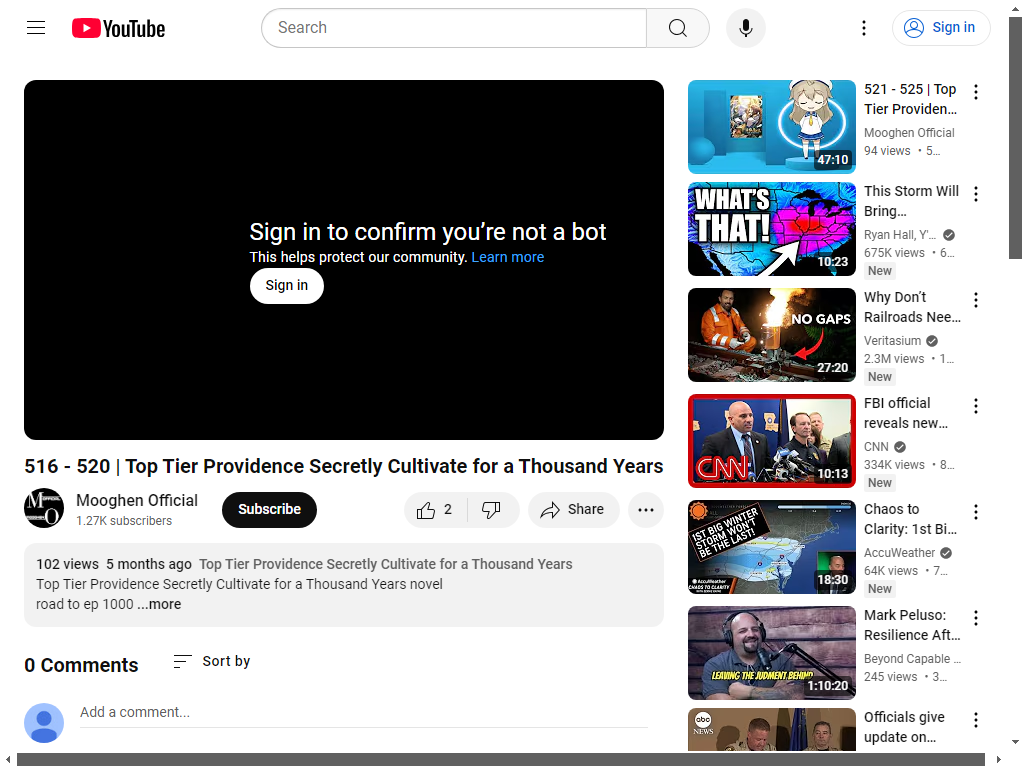 YouTube
Search
Sign in
Sign in to confirm you’re not a bot
This helps protect our community. Learn more
Sign in
516 - 520 | Top Tier Providence Secretly Cultivate for a Thousand Years
Mooghen Official
1.27K subscribers
Subscribe
2
Share
102 views 5 months ago Top Tier Providence Secretly Cultivate for a Thousand Years
Top Tier Providence Secretly Cultivate for a Thousand Years novel
road to ep 1000 ...more
0 Comments
Sort by
Add a comment...
47:10
521 - 525 | Top
Tier Providen...
Mooghen Official
94 views • 5...
WHAT'S
THAT!
10:23
This Storm Will
Bring...
Ryan Hall, Y'...
675K views • 6...
New
NO GAPS
27:20
Why Don’t
Railroads Nee...
Veritasium
2.3M views • 1...
New
CNN
10:13
FBI official
reveals new...
CNN
334K views • 8...
New
1ST BIG WINTER
STORM WON'T
BE THE LAST!
AccuWeather
CHAOS TO CLARITY
18:30
Chaos to
Clarity: 1st Bi...
AccuWeather
64K views • 7...
New
LEAVING THE JUDGMENT BEHIND
1:10:20
Mark Peluso:
Resilience Aft...
Beyond Capable ...
245 views • 3...
abc
NEWS
Officials give
update on...